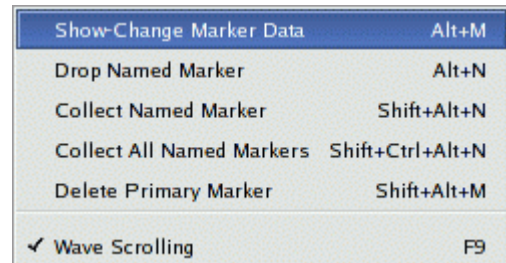 Show-Change Marker Data Alt+M
Drop Named Marker Alt+N
Collect Named Marker Shift+Alt+N
Collect All Named Markers Shift+Ctrl+Alt+N
Delete Primary Marker Shift+Alt+M
✓ Wave Scrolling F9